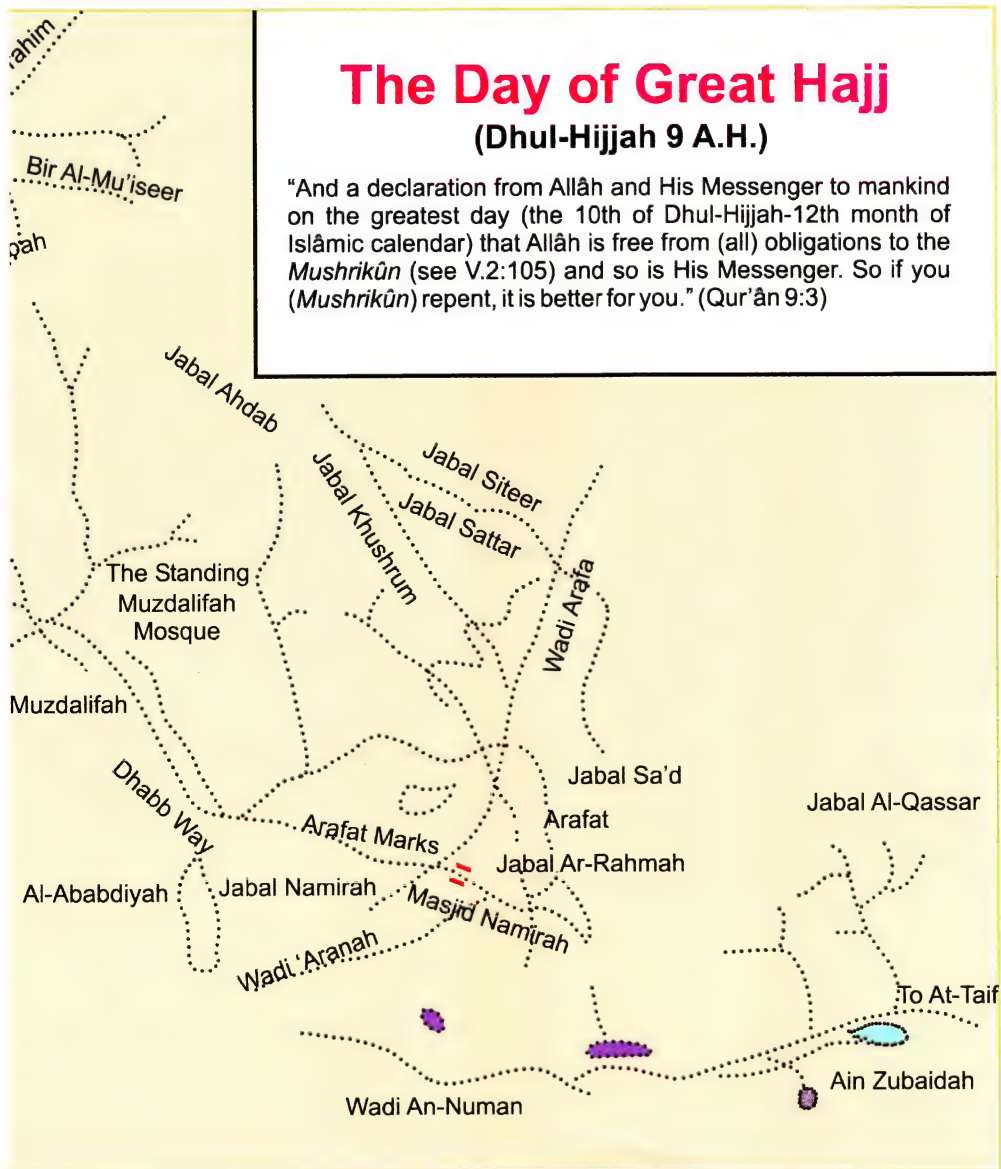 The Day of Great Hajj
(Dhul-Hijjah 9 A.H.)
“And a declaration from Allâh and His Messenger to mankind
on the greatest day (the 10th of Dhul-Hijjah-12th month of
Islâmic calendar) that Allâh is free from (all) obligations to the
Mushrikûn (see V.2:105) and so is His Messenger. So if you
(Mushrikûn) repent, it is better for you.” (Qur’ân 9:3)
Bir Al-Mu’iseer
Jabal Ahdab
Jabal Khushrum
Jabal Siteer
Jabal Sattar
Wadi Arafa
The Standing
Muzdalifah
Mosque
Muzdalifah
Dhabb Way
Jabal Sa’d
Jabal Al-Qassar
Arafat Marks
Arafat
Jabal Ar-Rahmah
Al-Ababdiyah
Jabal Namirah
Masjid Namirah
Wadi ‘Aranah
To At-Taif
Ain Zubaidah
Wadi An-Numan